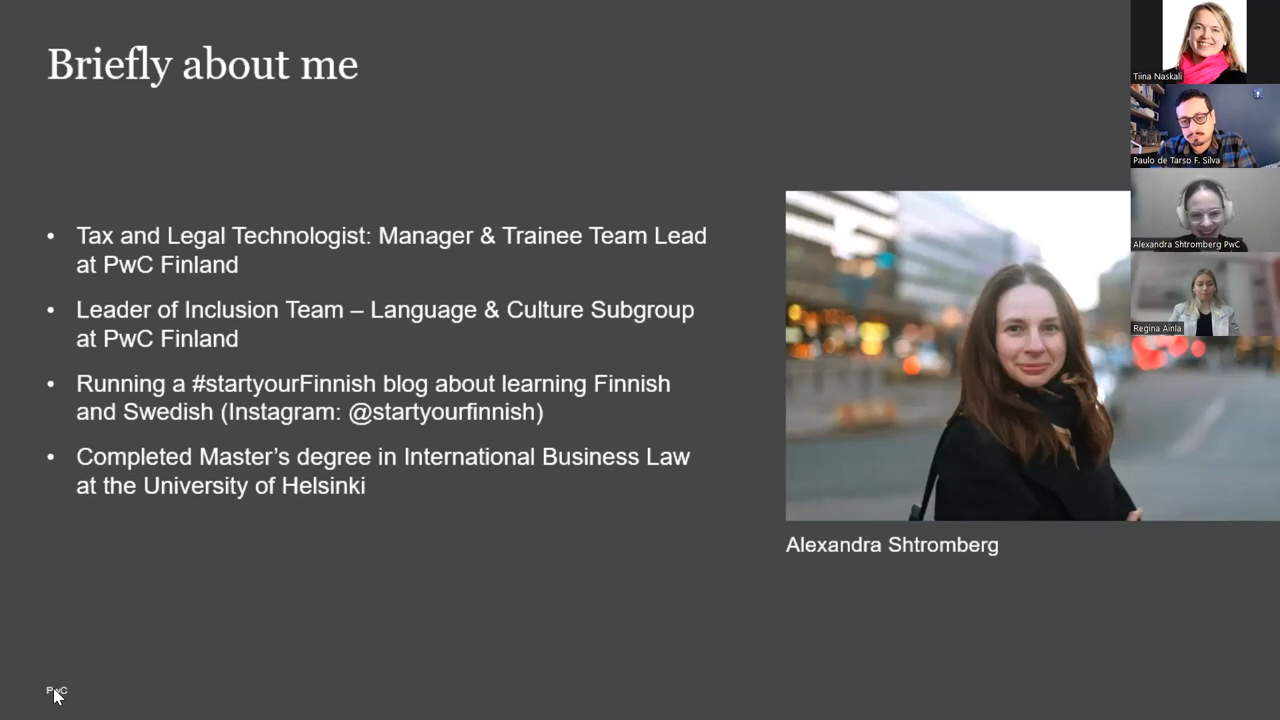 Briefly about me
• Tax and Legal Technologist: Manager & Trainee Team Lead
at PwC Finland
• Leader of Inclusion Team – Language & Culture Subgroup
at PwC Finland
• Running a #startyourFinnish blog about learning Finnish
and Swedish (Instagram: @startyourfinnish)
• Completed Master's degree in International Business Law
at the University of Helsinki
Alexandra Shtromberg
PwC
Tiina Naskali
Paulo de Tarso F. Silva
Alexandra Shtromberg PwC
Regina Ainla